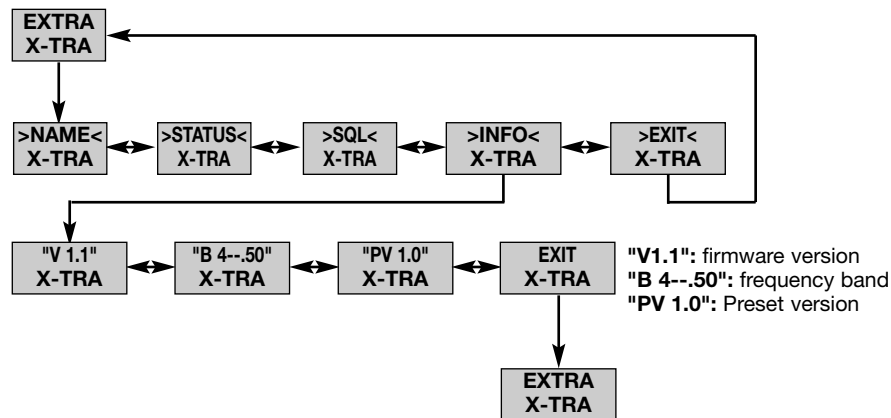 EXTRA
X-TRA
>NAME<
X-TRA
>STATUS<
X-TRA
>SQL<
X-TRA
>INFO<
X-TRA
>EXIT<
X-TRA
"V 1.1"
X-TRA
"B 4--.50"
X-TRA
"PV 1.0"
X-TRA
EXIT
X-TRA
"V1.1": firmware version
"B 4--.50": frequency band
"PV 1.0": Preset version
EXTRA
X-TRA